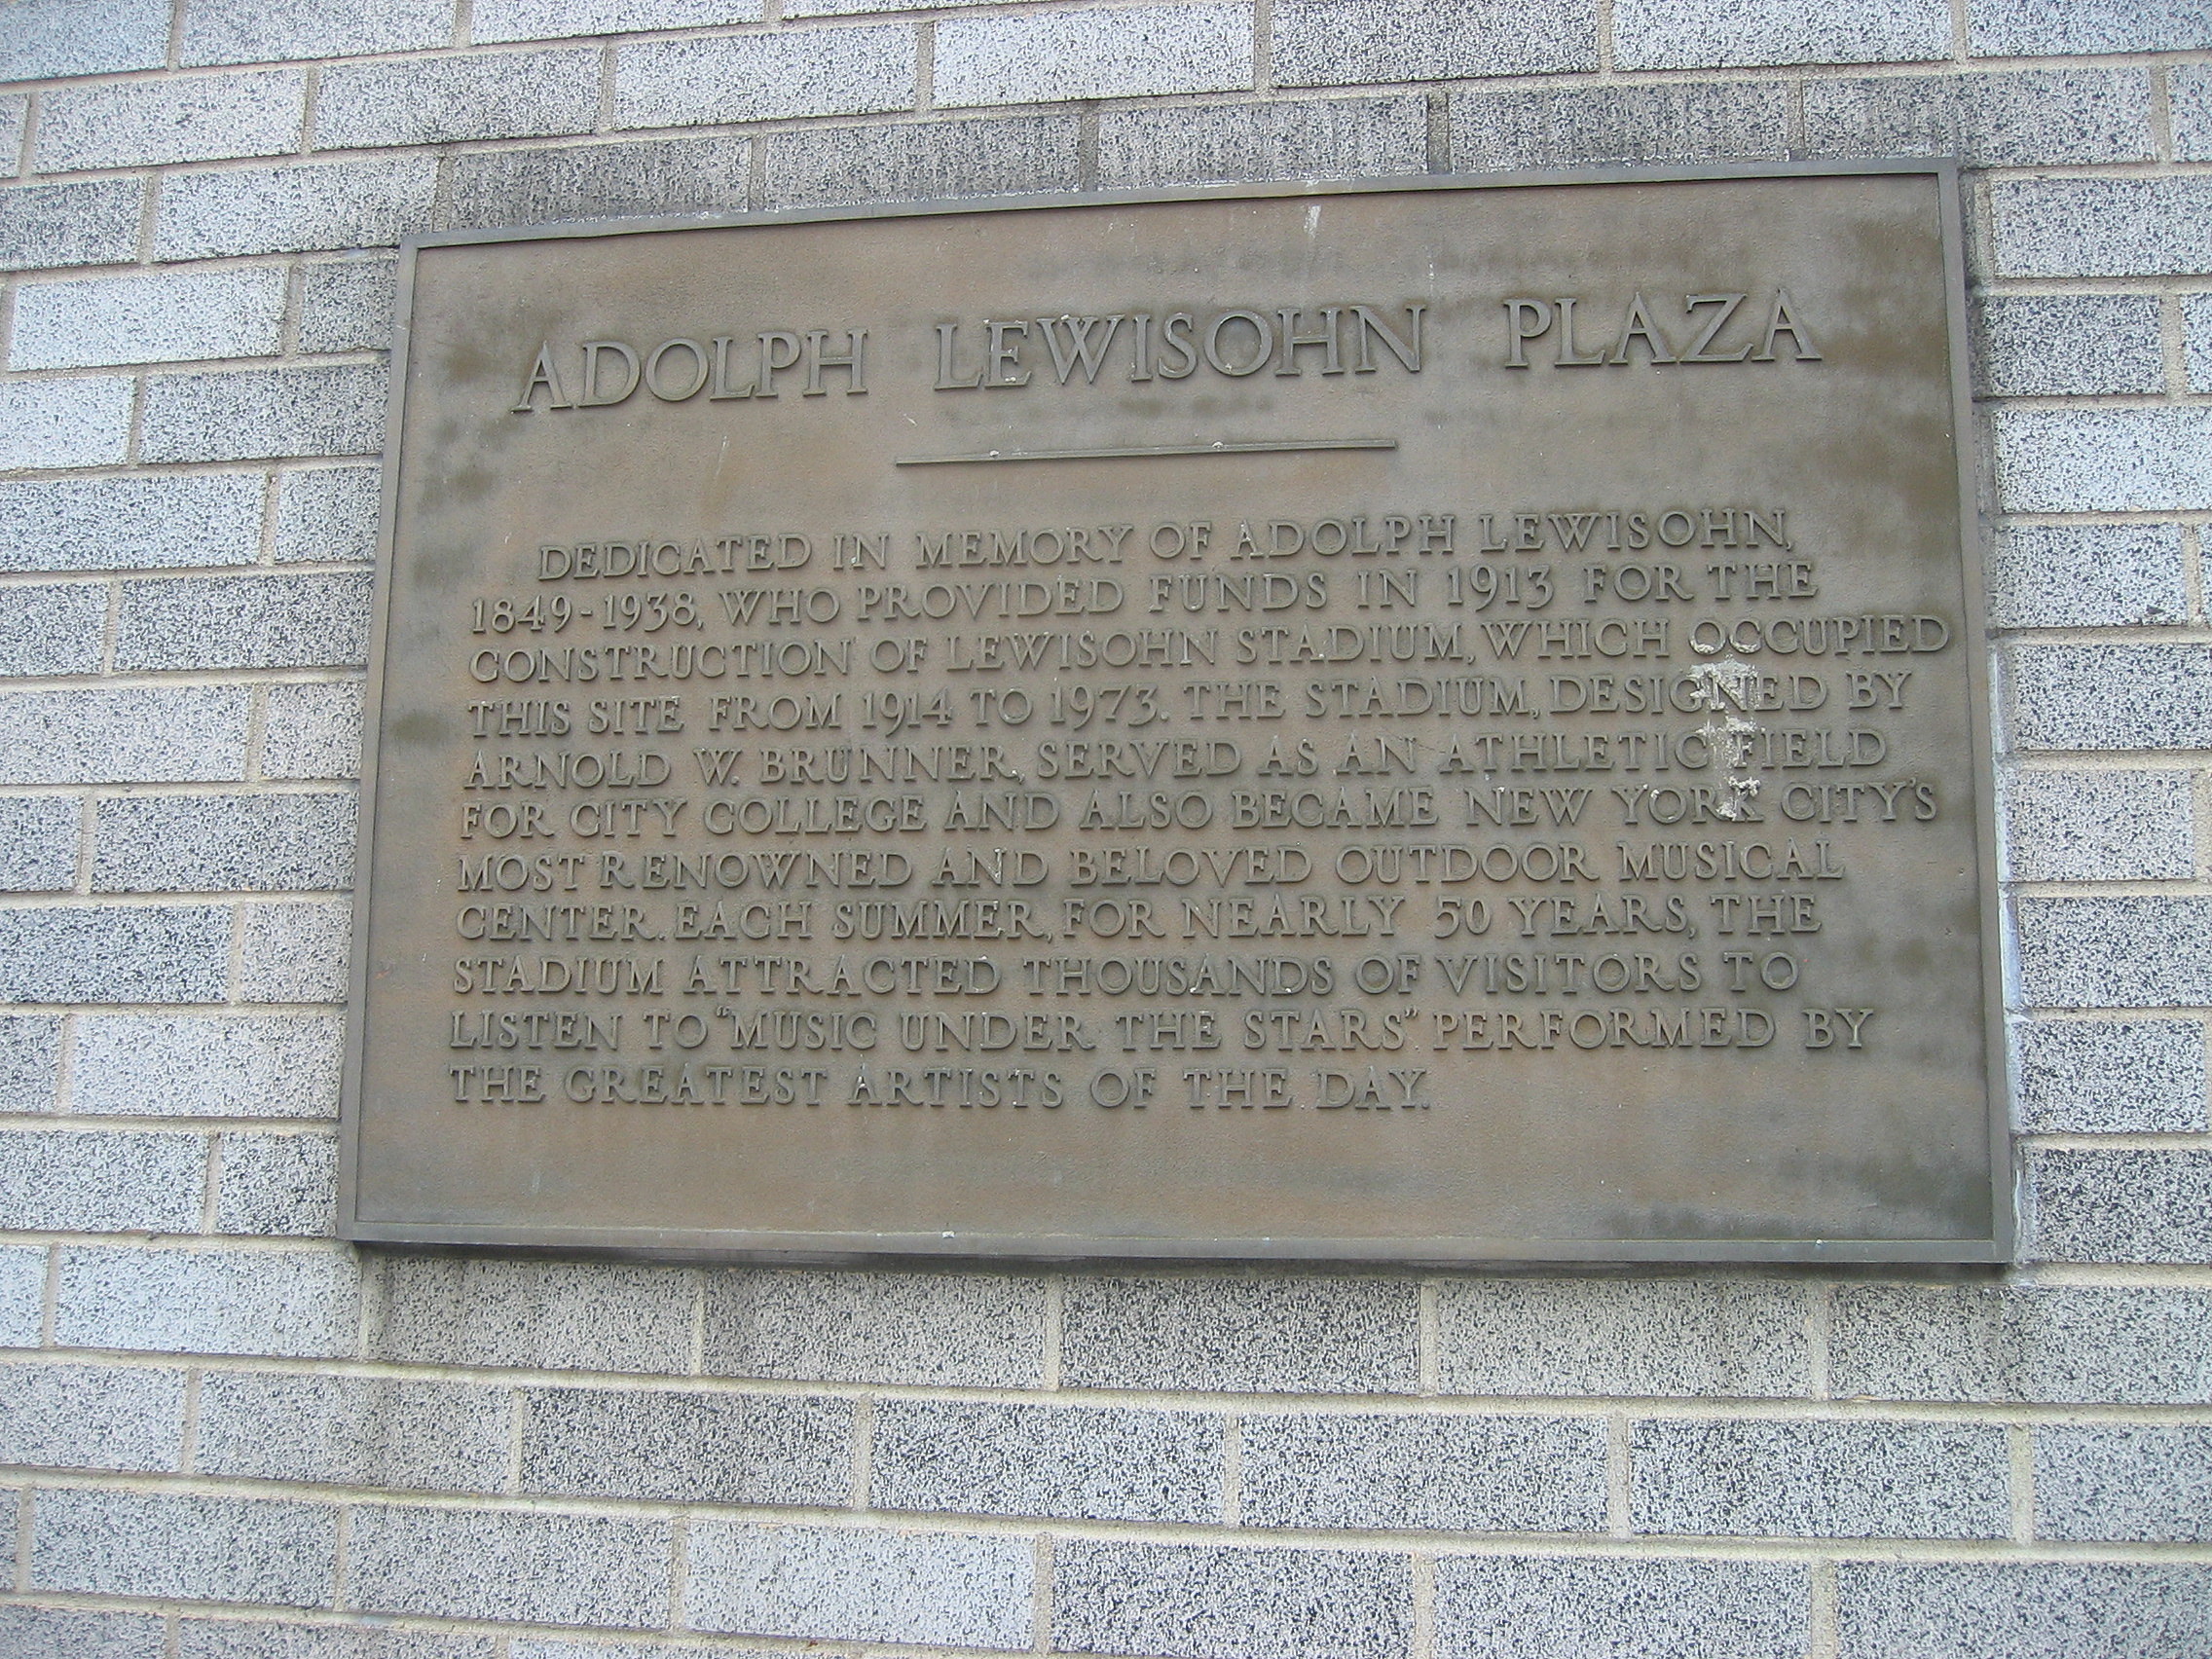 ADOLPH LEWISOHN PLAZA
DEDICATED IN MEMORY OF ADOLPH LEWISOHN,
1849-1938, WHO PROVIDED FUNDS IN 1913 FOR THE
CONSTRUCTION OF LEWISOHN STADIUM, WHICH OCCUPIED
THIS SITE FROM 1914 TO 1973. THE STADIUM, DESIGNED BY
ARNOLD W. BRUNNER, SERVED AS AN ATHLETIC FIELD
FOR CITY COLLEGE AND ALSO BECAME NEW YORK CITY'S
MOST RENOWNED AND BELOVED OUTDOOR MUSICAL
CENTER. EACH SUMMER, FOR NEARLY 50 YEARS, THE
STADIUM ATTRACTED THOUSANDS OF VISITORS TO
LISTEN TO "MUSIC UNDER THE STARS" PERFORMED BY
THE GREATEST ARTISTS OF THE DAY.